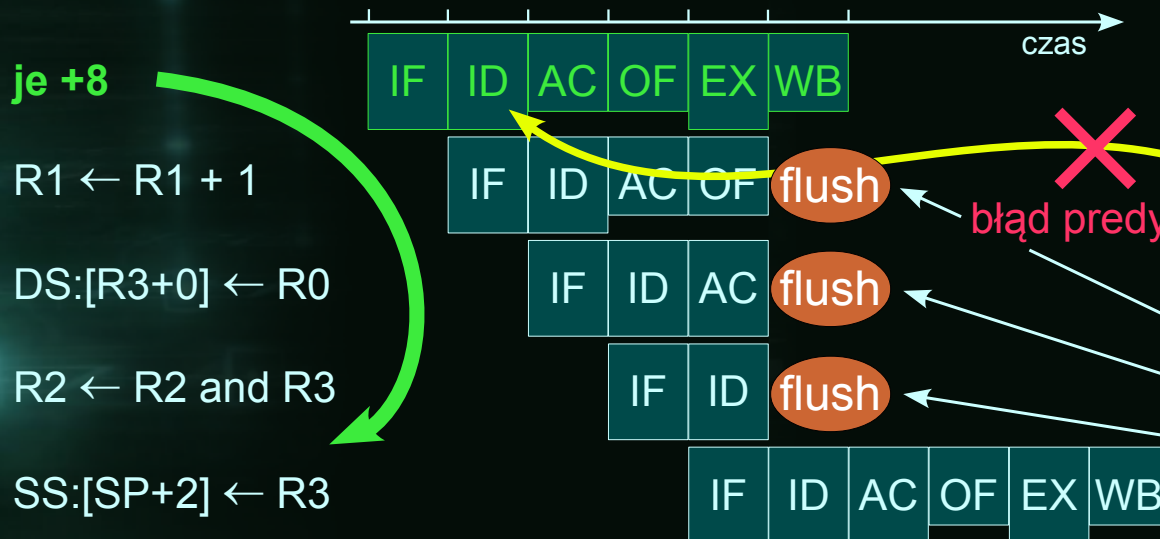 czas
je +8 IF ID AC OF EX WB
R1 ← R1 + 1 IF ID AC OF flush
błąd predy
DS:[R3+0] ← R0 IF ID AC flush
R2 ← R2 and R3 IF ID flush
SS:[SP+2] ← R3 IF ID AC OF EX WB